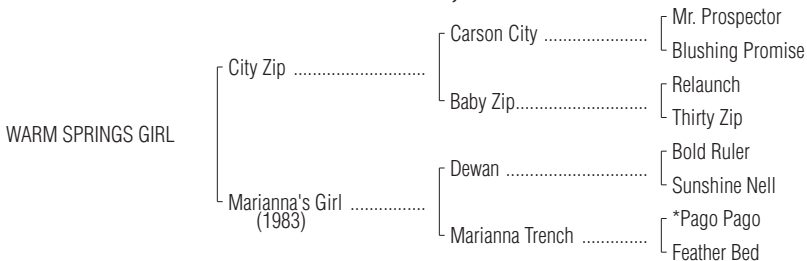 Mr. Prospector
Carson City .......................
Blushing Promise
City Zip ............................
Relaunch
Baby Zip............................
Thirty Zip
WARM SPRINGS GIRL
Bold Ruler
Dewan ...............................
Sunshine Nell
Marianna's Girl ................
(1983)
*Pago Pago
Marianna Trench ..............
Feather Bed